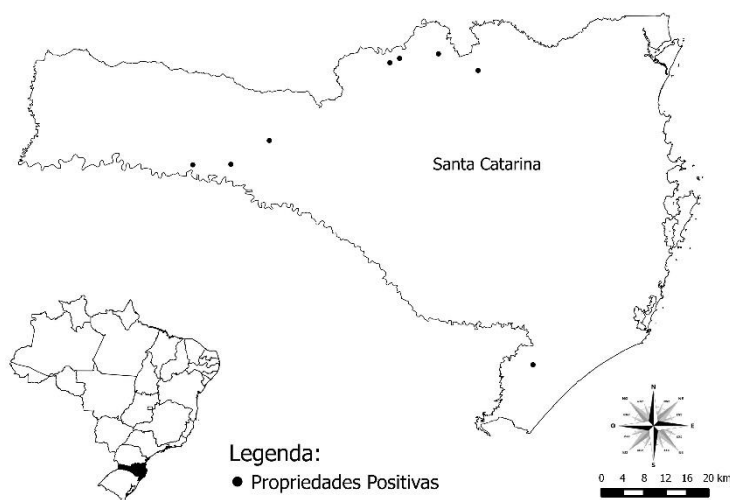 Santa Catarina
Legenda:
Propriedades Positivas
N
O
E
S
0 4 8 12 16 20 km